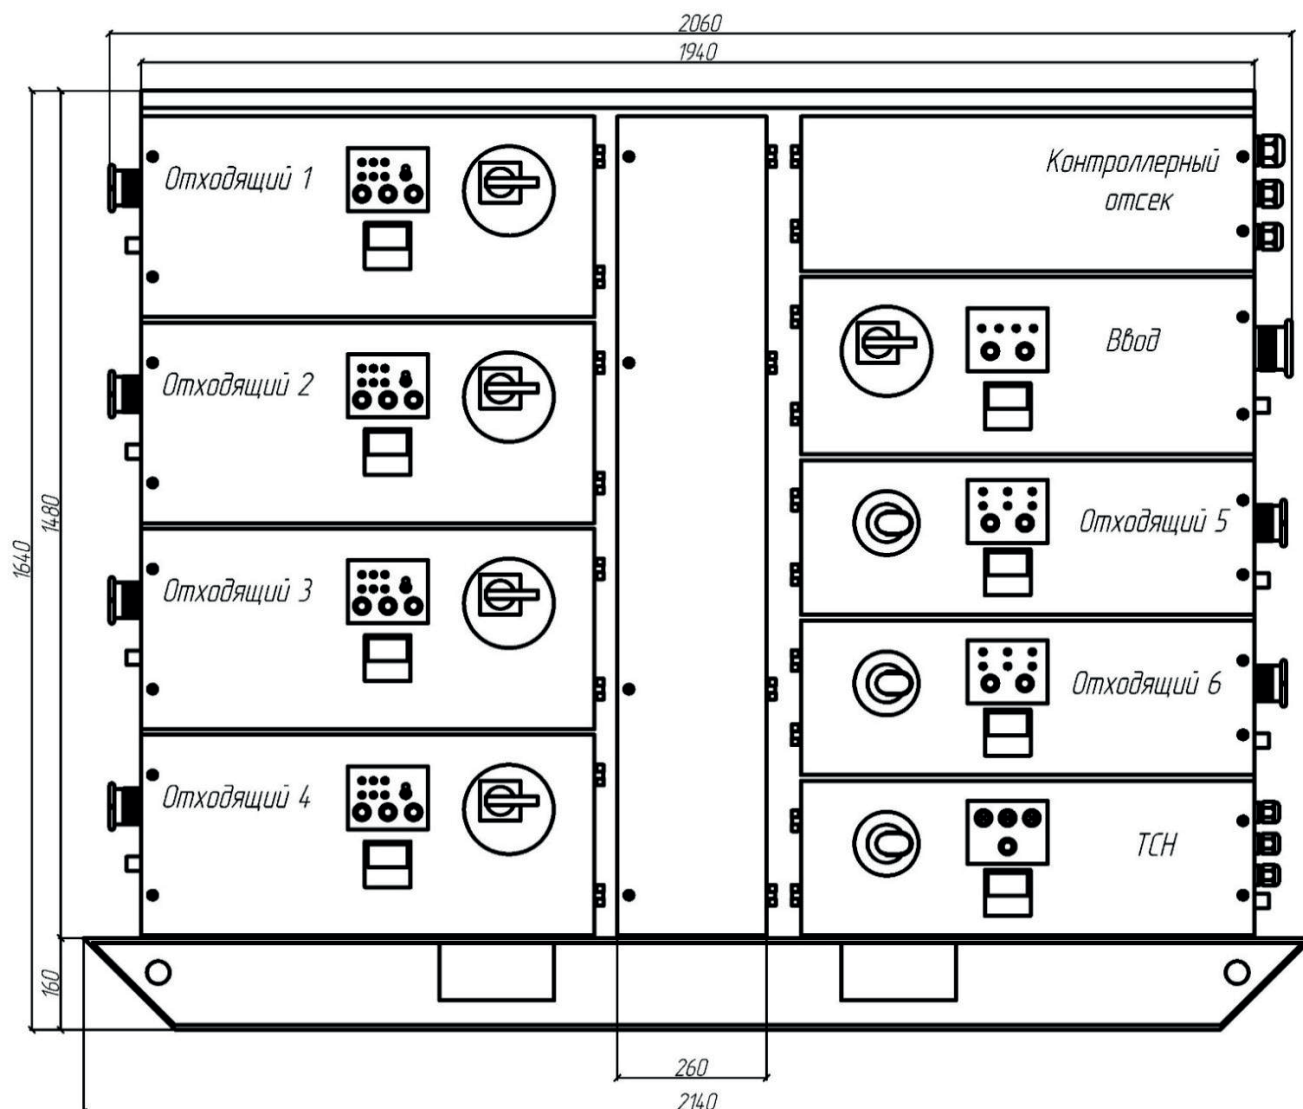 2060
1940
Отходящий 1
Контроллерный
отсек
Ввод
Отходящий 2
1480
1640
Отходящий 5
Отходящий 3
Отходящий 6
Отходящий 4
ТСН
160
260
2140